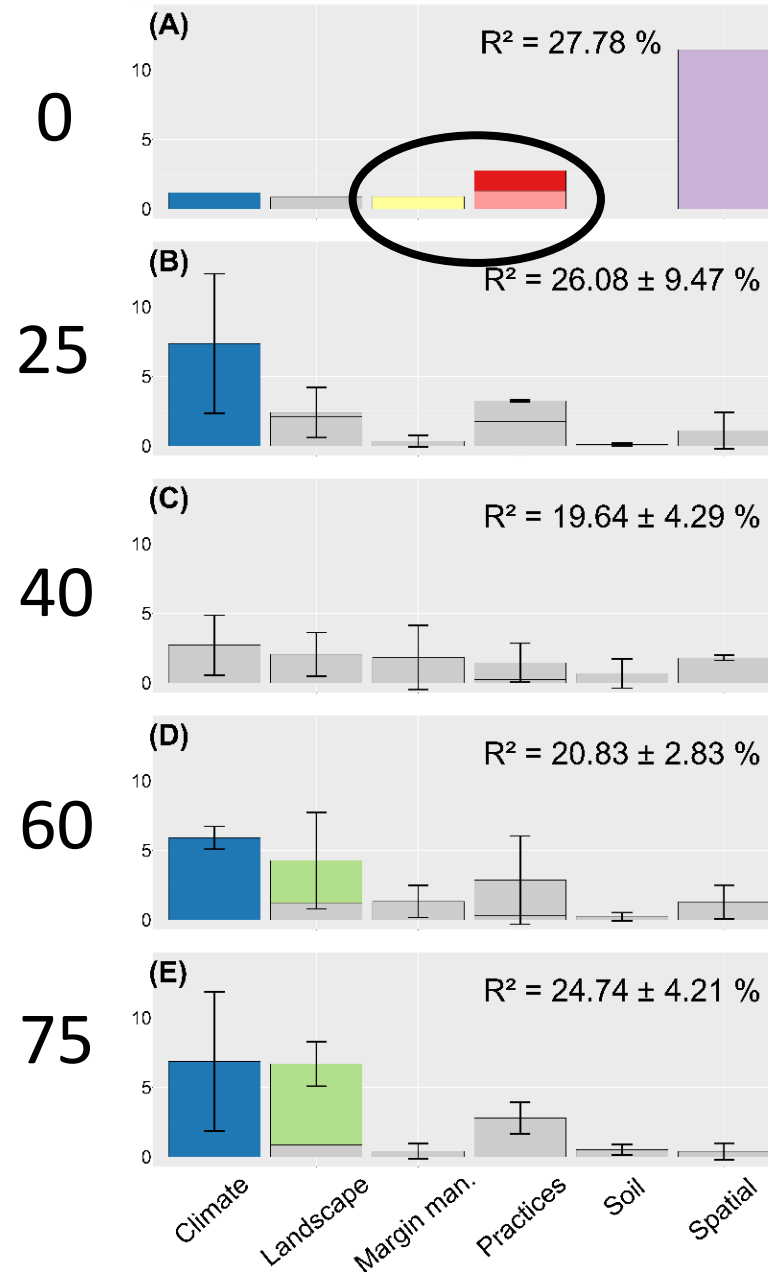 (A)
R² = 27.78 %
0
10
5
0
(B)
R² = 26.08 ± 9.47 %
25
10
5
0
(C)
R² = 19.64 ± 4.29 %
40
10
5
0
(D)
R² = 20.83 ± 2.83 %
60
10
5
0
(E)
R² = 24.74 ± 4.21 %
75
10
5
0
Climate
Landscape
Margin man.
Practices
Soil
Spatial